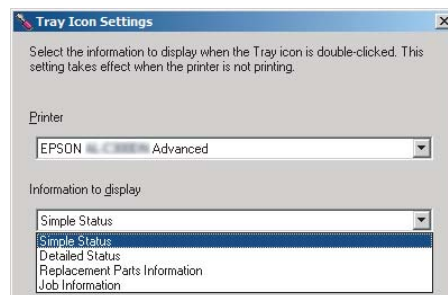 Tray Icon Settings
Select the information to display when the Tray icon is double-clicked. This
setting takes effect when the printer is not printing.
Printer
EPSON Advanced
Information to display
Simple Status
Simple Status
Detailed Status
Replacement Parts Information
Job Information